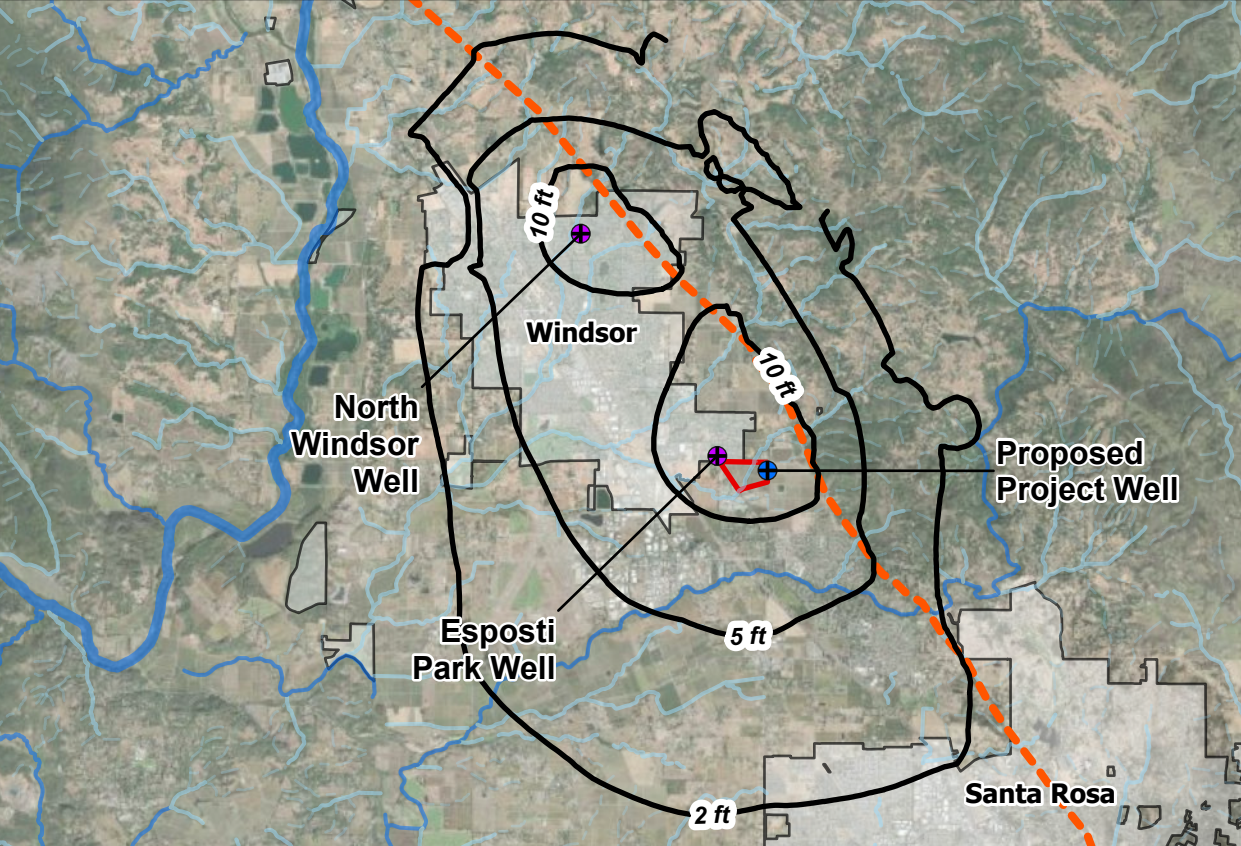 10 ft
Windsor
10 ft
North
Windsor
Well
Proposed
Project Well
Esposti
Park Well
5 ft
Santa Rosa
2 ft